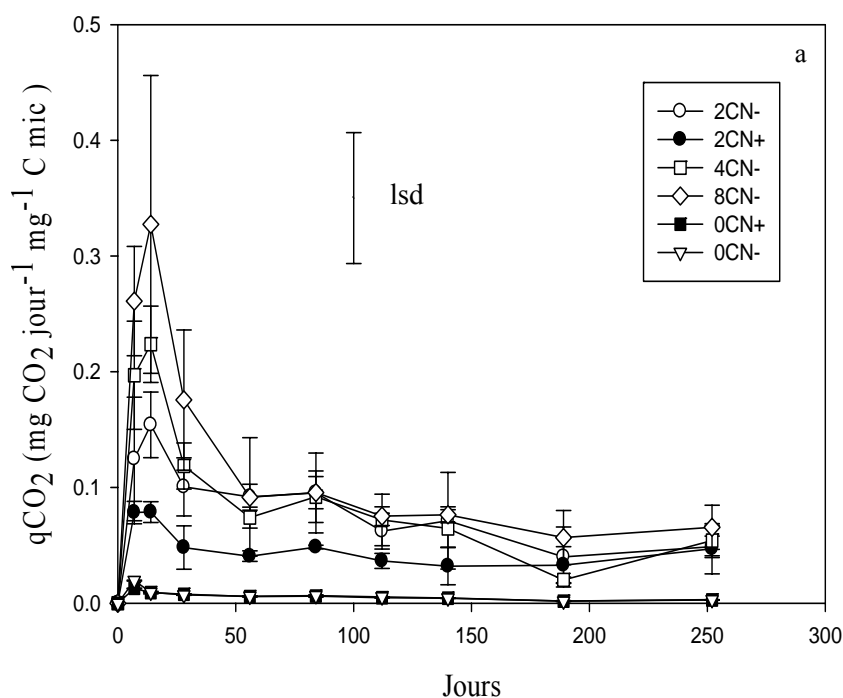 a
0.5
0.4
0.3
0.2
0.1
0.0
qCO2 (mg CO2 jour-1 mg-1 C mic )
lsd
2CN-
2CN+
4CN-
8CN-
0CN+
0CN-
0 50 100 150 200 250 300
Jours